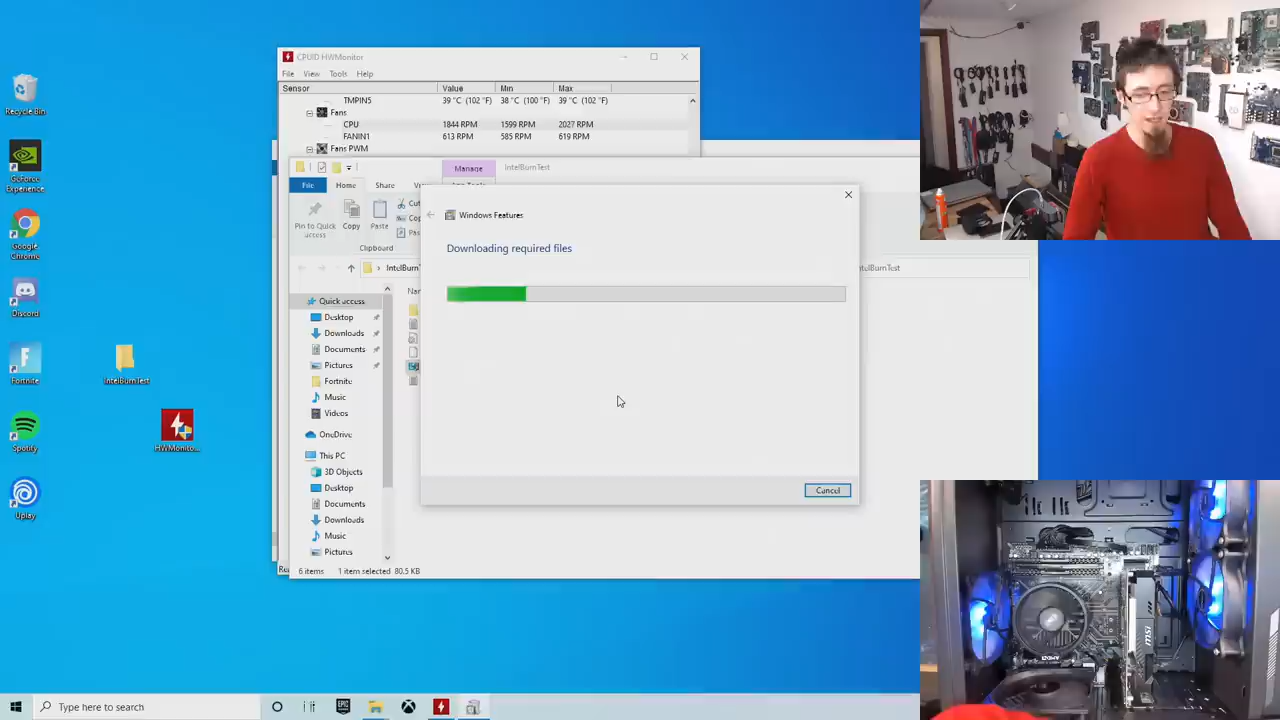 CPUID HWMonitor
File View Tools Help
Sensor Value Min Max
TMPIN5 39 °C (102 °F) 38 °C (100 °F) 39 °C (102 °F)
Fans
CPU 1844 RPM 1599 RPM 2027 RPM
FANIN1 613 RPM 585 RPM 619 RPM
Fans PWM
Manage IntelBurnTest
File Home Share
Pin to Quick access
Copy
Paste
Clipboard
IntelBurnT
Quick access
Desktop
Downloads
Documents
Pictures
Fortnite
Music
Videos
OneDrive
This PC
3D Objects
Desktop
Documents
Downloads
Music
Pictures
6 items 1 item selected 80.5 KB
Windows Features
Downloading required files
Cancel
Recycle Bin
GeForce Experience
Google Chrome
Discord
Fortnite
IntelBurnTest
Spotify
HWMonito...
Uplay
Type here to search
EPIC
msi